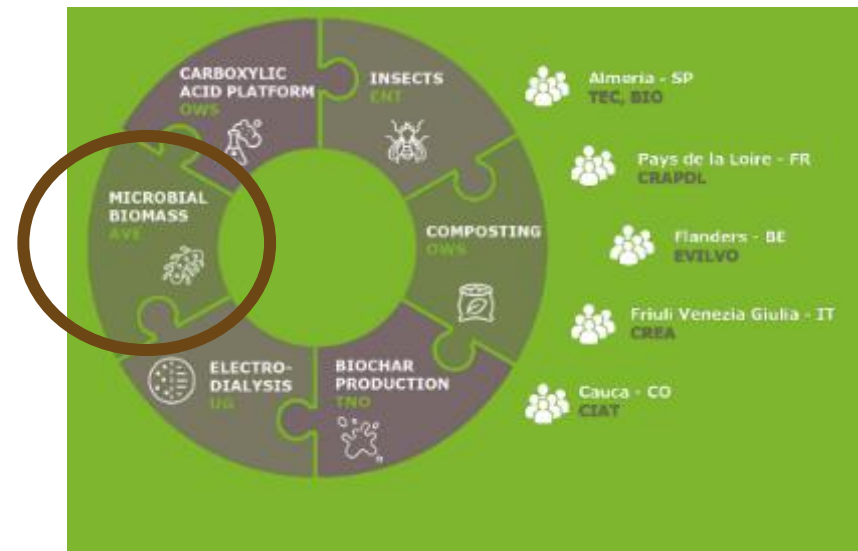 CARBOXYLIC
ACID PLATFORM
OWS
INSECTS
ENT
MICROBIAL
BIOMASS
AVE
COMPOSTING
OWS
ELECTRO-
DIALYSIS
UG
BIOCHAR
PRODUCTION
TNO
Almeria - SP
TEC, BIO
Pays de la Loire - FR
CRAPDL
Flanders - BE
EVILVO
Friuli Venezia Giulia - IT
CREA
Cauca - CO
CIAT